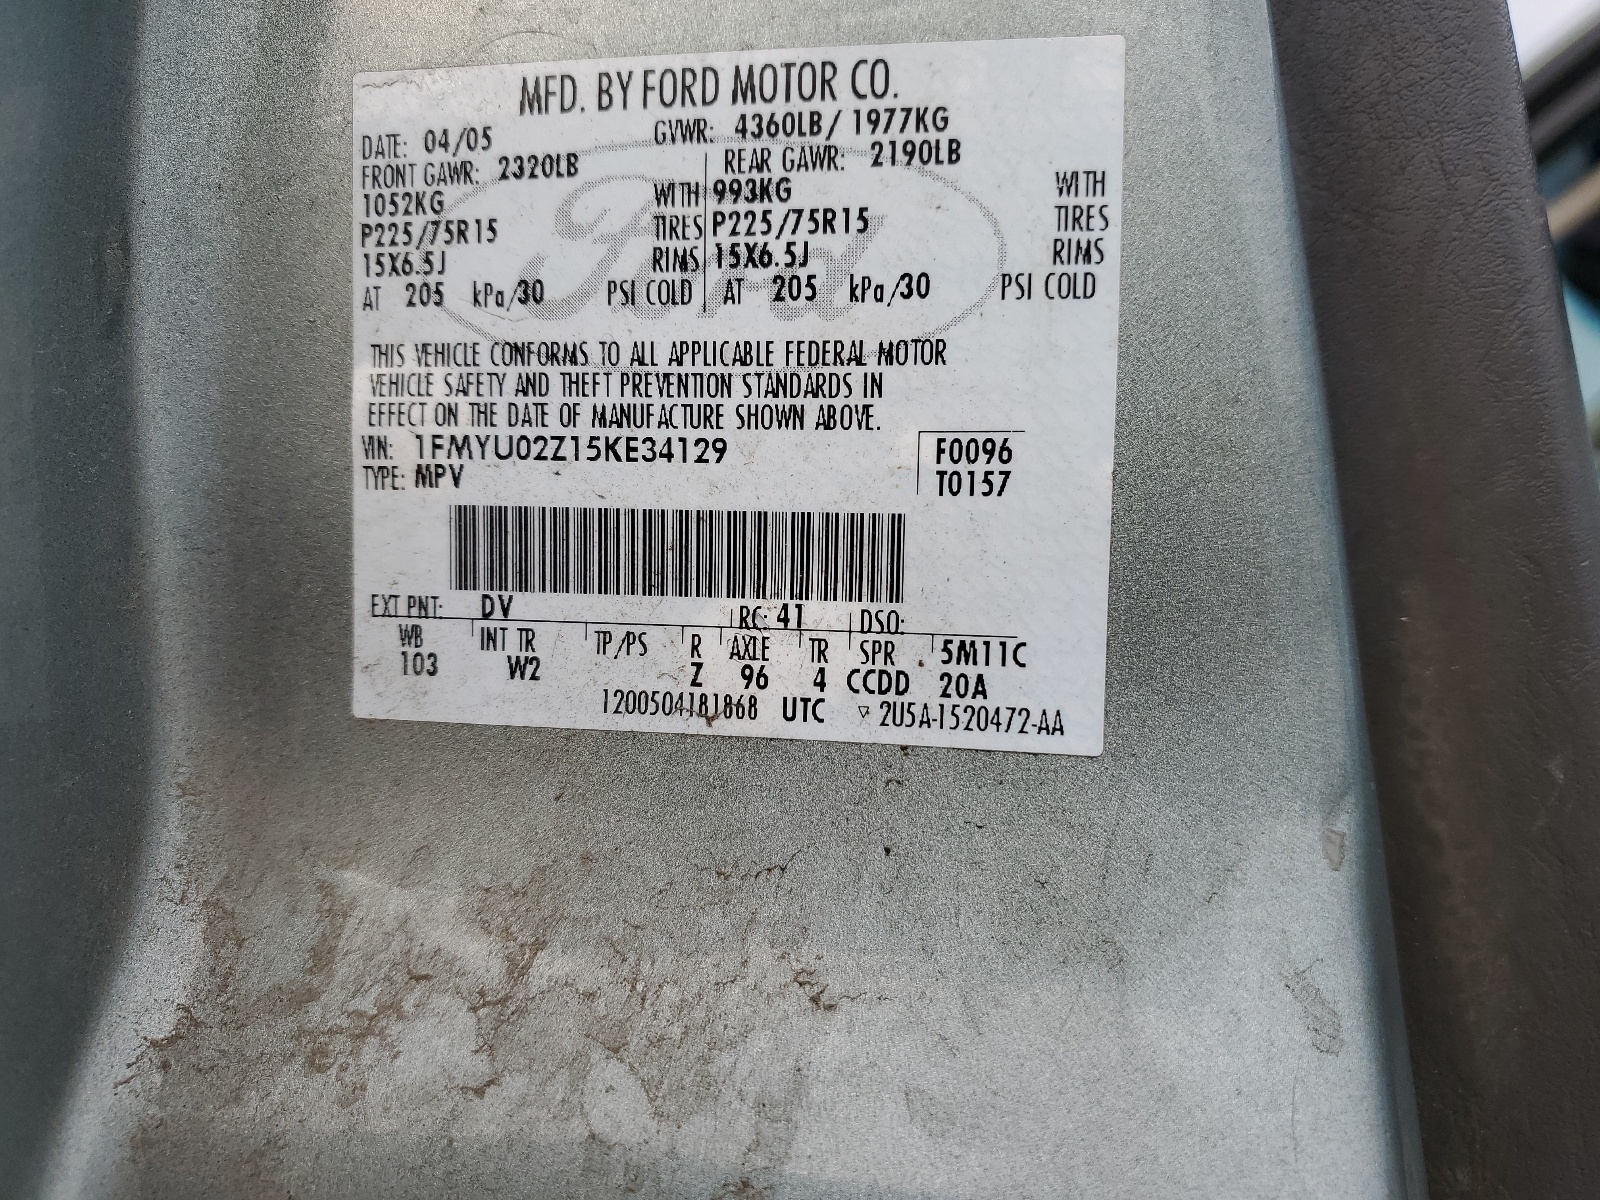 MFD. BY FORD MOTOR CO.
DATE: 04/05 GVWR: 4360LB/ 1977KG
FRONT GAWR: 2320LB REAR GAWR: 2190LB
1052KG WITH 993KG WITH
P225/75R15 TIRES P225/75R15 TIRES
15X6.5J RIMS 15X6.5J RIMS
AT 205 kPa/30 PSI COLD AT 205 kPa/30 PSI COLD
Ford
THIS VEHICLE CONFORMS TO ALL APPLICABLE FEDERAL MOTOR
VEHICLE SAFETY AND THEFT PREVENTION STANDARDS IN
EFFECT ON THE DATE OF MANUFACTURE SHOWN ABOVE.
VIN: 1FMYU02Z15KE34129 F0096
TYPE: MPV T0157
EXT PNT: DV RC: 41 DSO:
WB INT TR TP/PS R AXLE TR SPR 5M11C
103 W2 Z 96 4 CCDD 20A
1200504181868 UTC ▽ 2U5A-1520472-AA